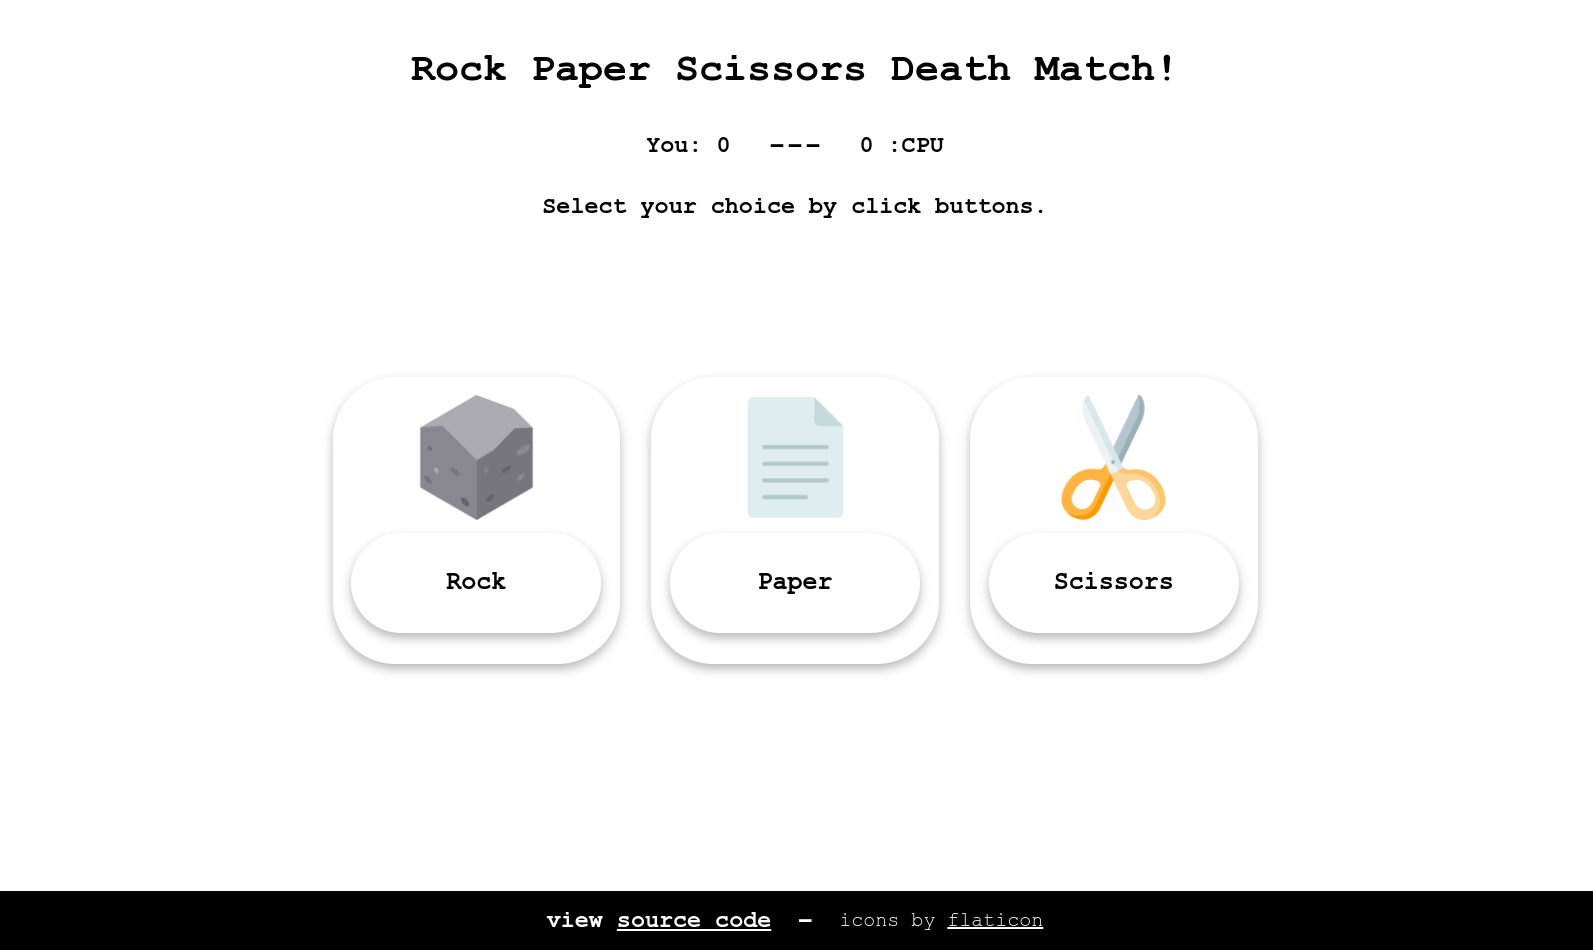 Rock Paper Scissors Death Match!
You: 0 --- 0 :CPU
Select your choice by click buttons.
Rock Paper Scissors
view source code - icons by flaticon